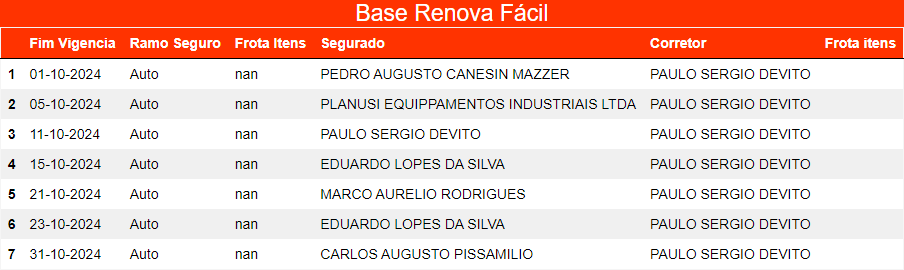 Base Renova Fácil
Fim Vigencia Ramo Seguro Frota Itens Segurado Corretor Frota itens
1 01-10-2024 Auto nan PEDRO AUGUSTO CANESIN MAZZER PAULO SERGIO DEVITO
2 05-10-2024 Auto nan PLANUSI EQUIPPAMENTOS INDUSTRIAIS LTDA PAULO SERGIO DEVITO
3 11-10-2024 Auto nan PAULO SERGIO DEVITO PAULO SERGIO DEVITO
4 15-10-2024 Auto nan EDUARDO LOPES DA SILVA PAULO SERGIO DEVITO
5 21-10-2024 Auto nan MARCO AURELIO RODRIGUES PAULO SERGIO DEVITO
6 23-10-2024 Auto nan EDUARDO LOPES DA SILVA PAULO SERGIO DEVITO
7 31-10-2024 Auto nan CARLOS AUGUSTO PISSAMILIO PAULO SERGIO DEVITO